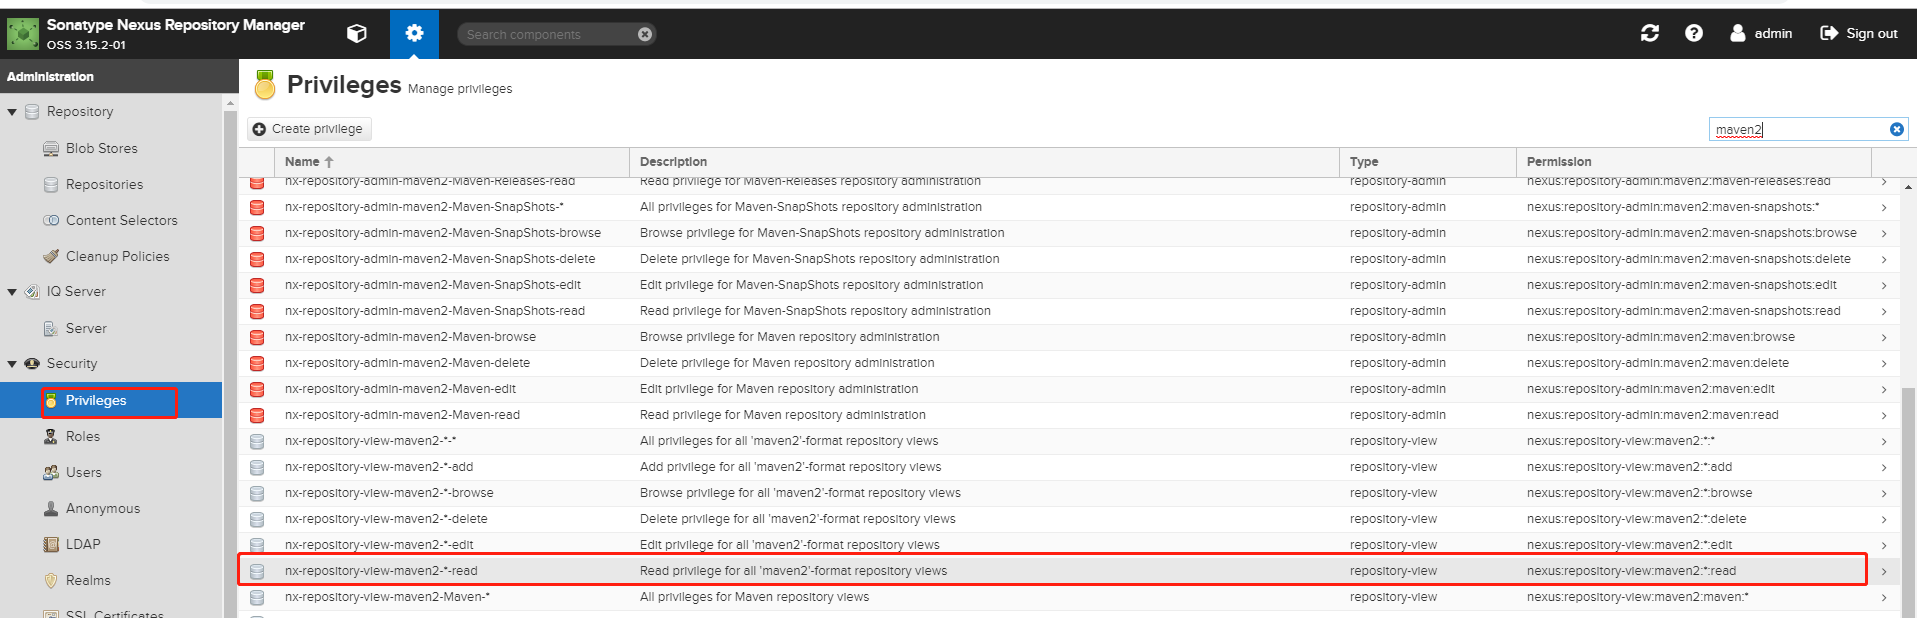 Sonatype Nexus Repository Manager
OSS 3.15.2-01
Search components
admin
Sign out
Administration
Repository
Blob Stores
Repositories
Content Selectors
Cleanup Policies
IQ Server
Server
Security
Privileges
Roles
Users
Anonymous
LDAP
Realms
SSL Certificates
Privileges Manage privileges
Create privilege
maven2
Name Description Type Permission
nx-repository-admin-maven2-Maven-Releases-read Read privilege for Maven-Releases repository administration repository-admin nexus:repository-admin:maven2:maven-releases:read
nx-repository-admin-maven2-Maven-SnapShots-* All privileges for Maven-SnapShots repository administration repository-admin nexus:repository-admin:maven2:maven-snapshots:*
nx-repository-admin-maven2-Maven-SnapShots-browse Browse privilege for Maven-SnapShots repository administration repository-admin nexus:repository-admin:maven2:maven-snapshots:browse
nx-repository-admin-maven2-Maven-SnapShots-delete Delete privilege for Maven-SnapShots repository administration repository-admin nexus:repository-admin:maven2:maven-snapshots:delete
nx-repository-admin-maven2-Maven-SnapShots-edit Edit privilege for Maven-SnapShots repository administration repository-admin nexus:repository-admin:maven2:maven-snapshots:edit
nx-repository-admin-maven2-Maven-SnapShots-read Read privilege for Maven-SnapShots repository administration repository-admin nexus:repository-admin:maven2:maven-snapshots:read
nx-repository-admin-maven2-Maven-browse Browse privilege for Maven repository administration repository-admin nexus:repository-admin:maven2:maven:browse
nx-repository-admin-maven2-Maven-delete Delete privilege for Maven repository administration repository-admin nexus:repository-admin:maven2:maven:delete
nx-repository-admin-maven2-Maven-edit Edit privilege for Maven repository administration repository-admin nexus:repository-admin:maven2:maven:edit
nx-repository-admin-maven2-Maven-read Read privilege for Maven repository administration repository-admin nexus:repository-admin:maven2:maven:read
nx-repository-view-maven2-*-* All privileges for all 'maven2'-format repository views repository-view nexus:repository-view:maven2:*:*
nx-repository-view-maven2-*-add Add privilege for all 'maven2'-format repository views repository-view nexus:repository-view:maven2:*:add
nx-repository-view-maven2-*-browse Browse privilege for all 'maven2'-format repository views repository-view nexus:repository-view:maven2:*:browse
nx-repository-view-maven2-*-delete Delete privilege for all 'maven2'-format repository views repository-view nexus:repository-view:maven2:*:delete
nx-repository-view-maven2-*-edit Edit privilege for all 'maven2'-format repository views repository-view nexus:repository-view:maven2:*:edit
nx-repository-view-maven2-*-read Read privilege for all 'maven2'-format repository views repository-view nexus:repository-view:maven2:*:read
nx-repository-view-maven2-Maven-* All privileges for Maven repository views repository-view nexus:repository-view:maven2:maven:*